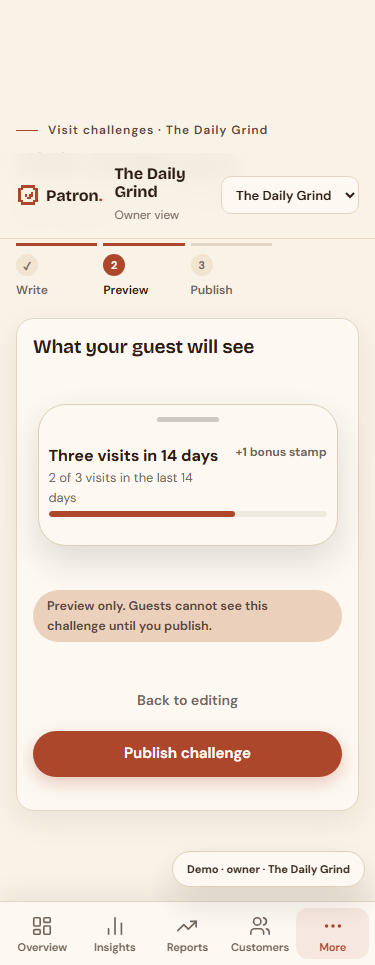 Visit challenges · The Daily Grind
Patron.
The Daily
Grind
Owner view
The Daily Grind
✓
Write
2
Preview
3
Publish
What your guest will see
Three visits in 14 days
+1 bonus stamp
2 of 3 visits in the last 14
days
Preview only. Guests cannot see this
challenge until you publish.
Back to editing
Publish challenge
Demo · owner · The Daily Grind
Overview
Insights
Reports
Customers
More